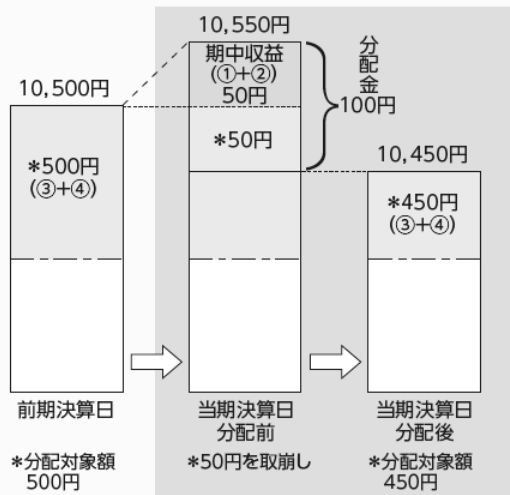 10,500円
*500円
(③+④)
前期決算日
*分配対象額
500円
10,550円
期中収益
(①+②)
50円
*50円
分配金
100円
当期決算日
分配前
*50円を取崩し
10,450円
*450円
(③+④)
当期決算日
分配後
*分配対象額
450円